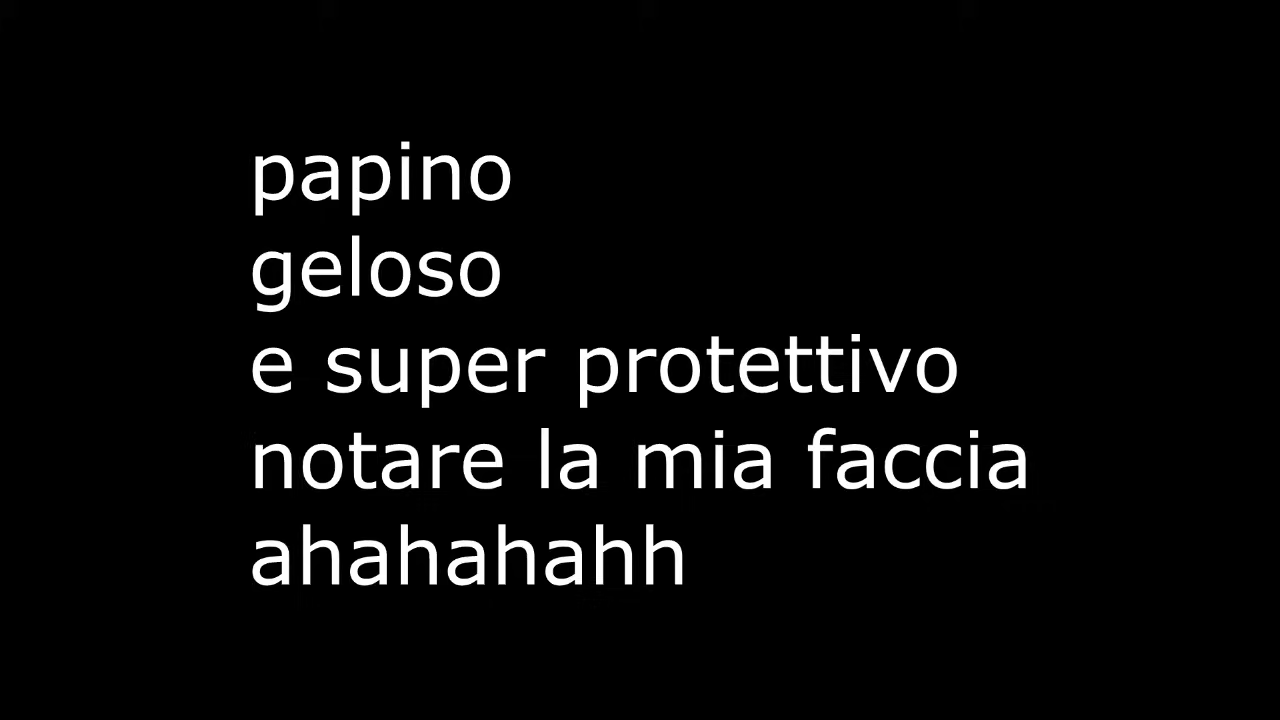 papino
geloso
e super protettivo
notare la mia faccia
ahahahahh